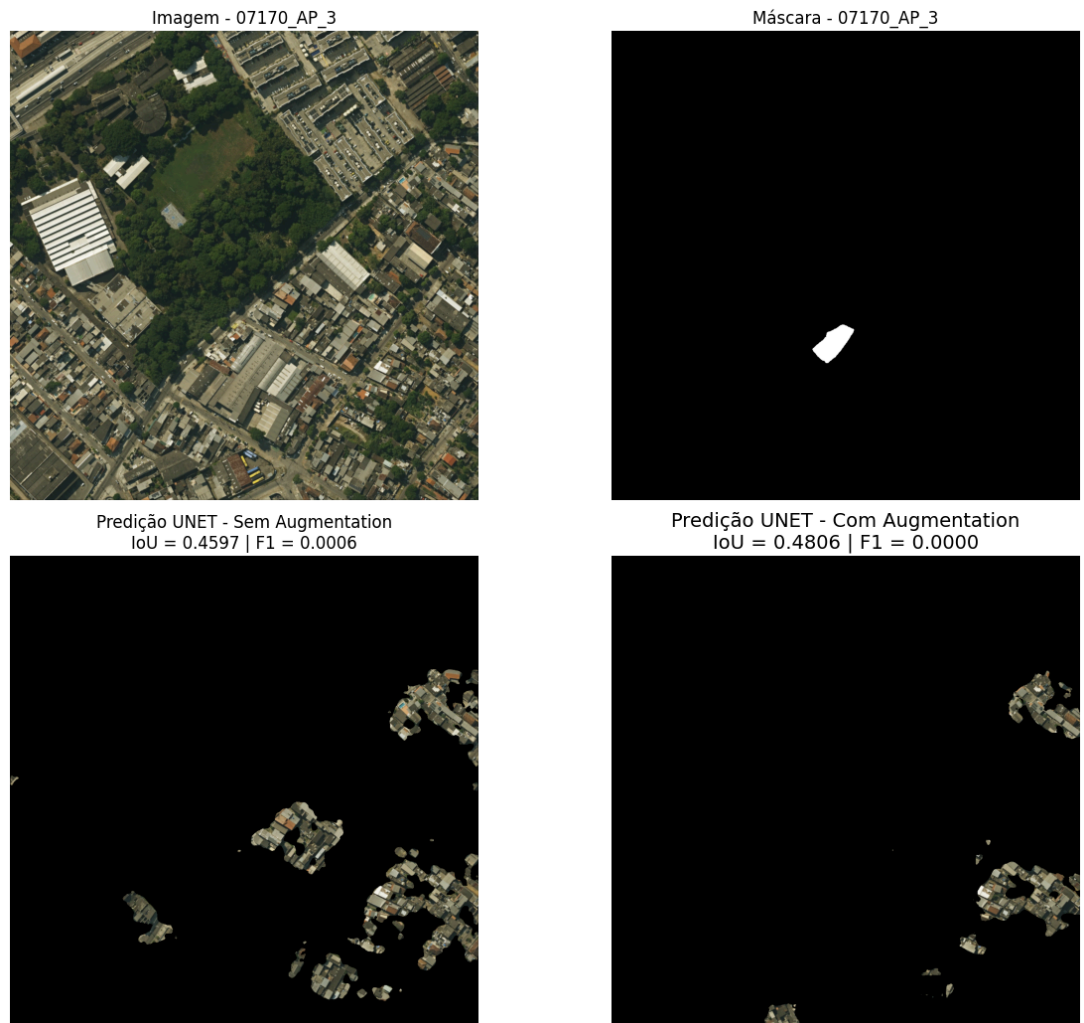 Imagem - 07170_AP_3
Máscara - 07170_AP_3
Predição UNET - Sem Augmentation
IoU = 0.4597 | F1 = 0.0006
Predição UNET - Com Augmentation
IoU = 0.4806 | F1 = 0.0000